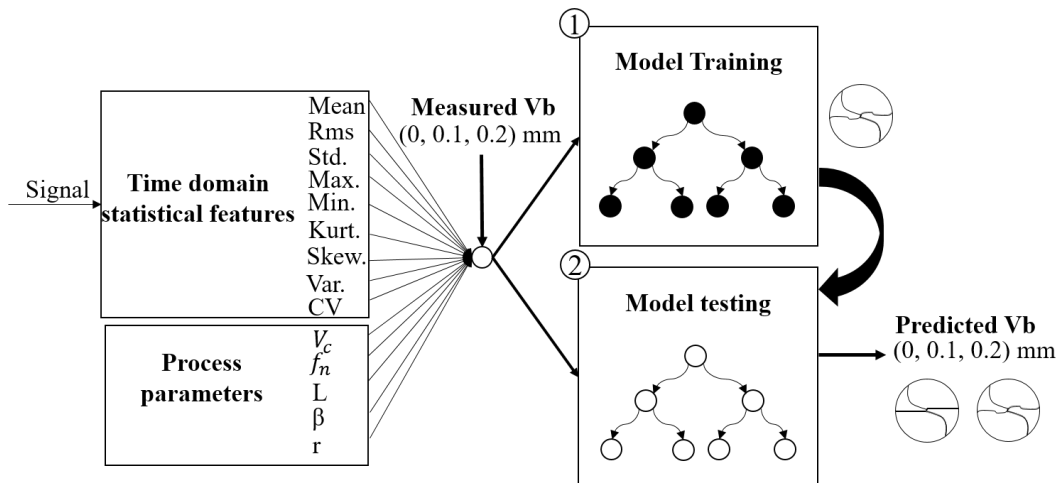 Signal
Time domain
statistical features
Mean
Rms
Std.
Max.
Min.
Kurt.
Skew.
Var.
CV
Process
parameters
V_c
f_n
L
β
r
Measured Vb
(0, 0.1, 0.2) mm
1
Model Training
2
Model testing
Predicted Vb
(0, 0.1, 0.2) mm